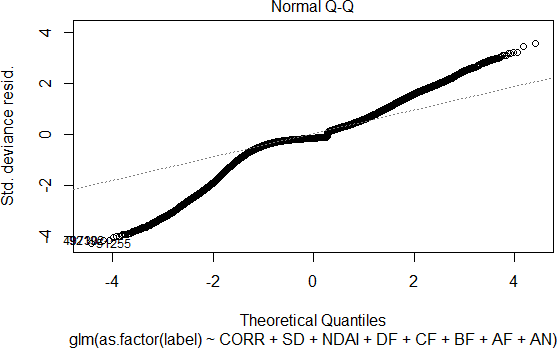 Normal Q-Q
Std. deviance resid.
4
2
0
-2
-4
-4
-2
0
2
4
Theoretical Quantiles
glm(as.factor(label) ~ CORR + SD + NDAI + DF + CF + BF + AF + AN)